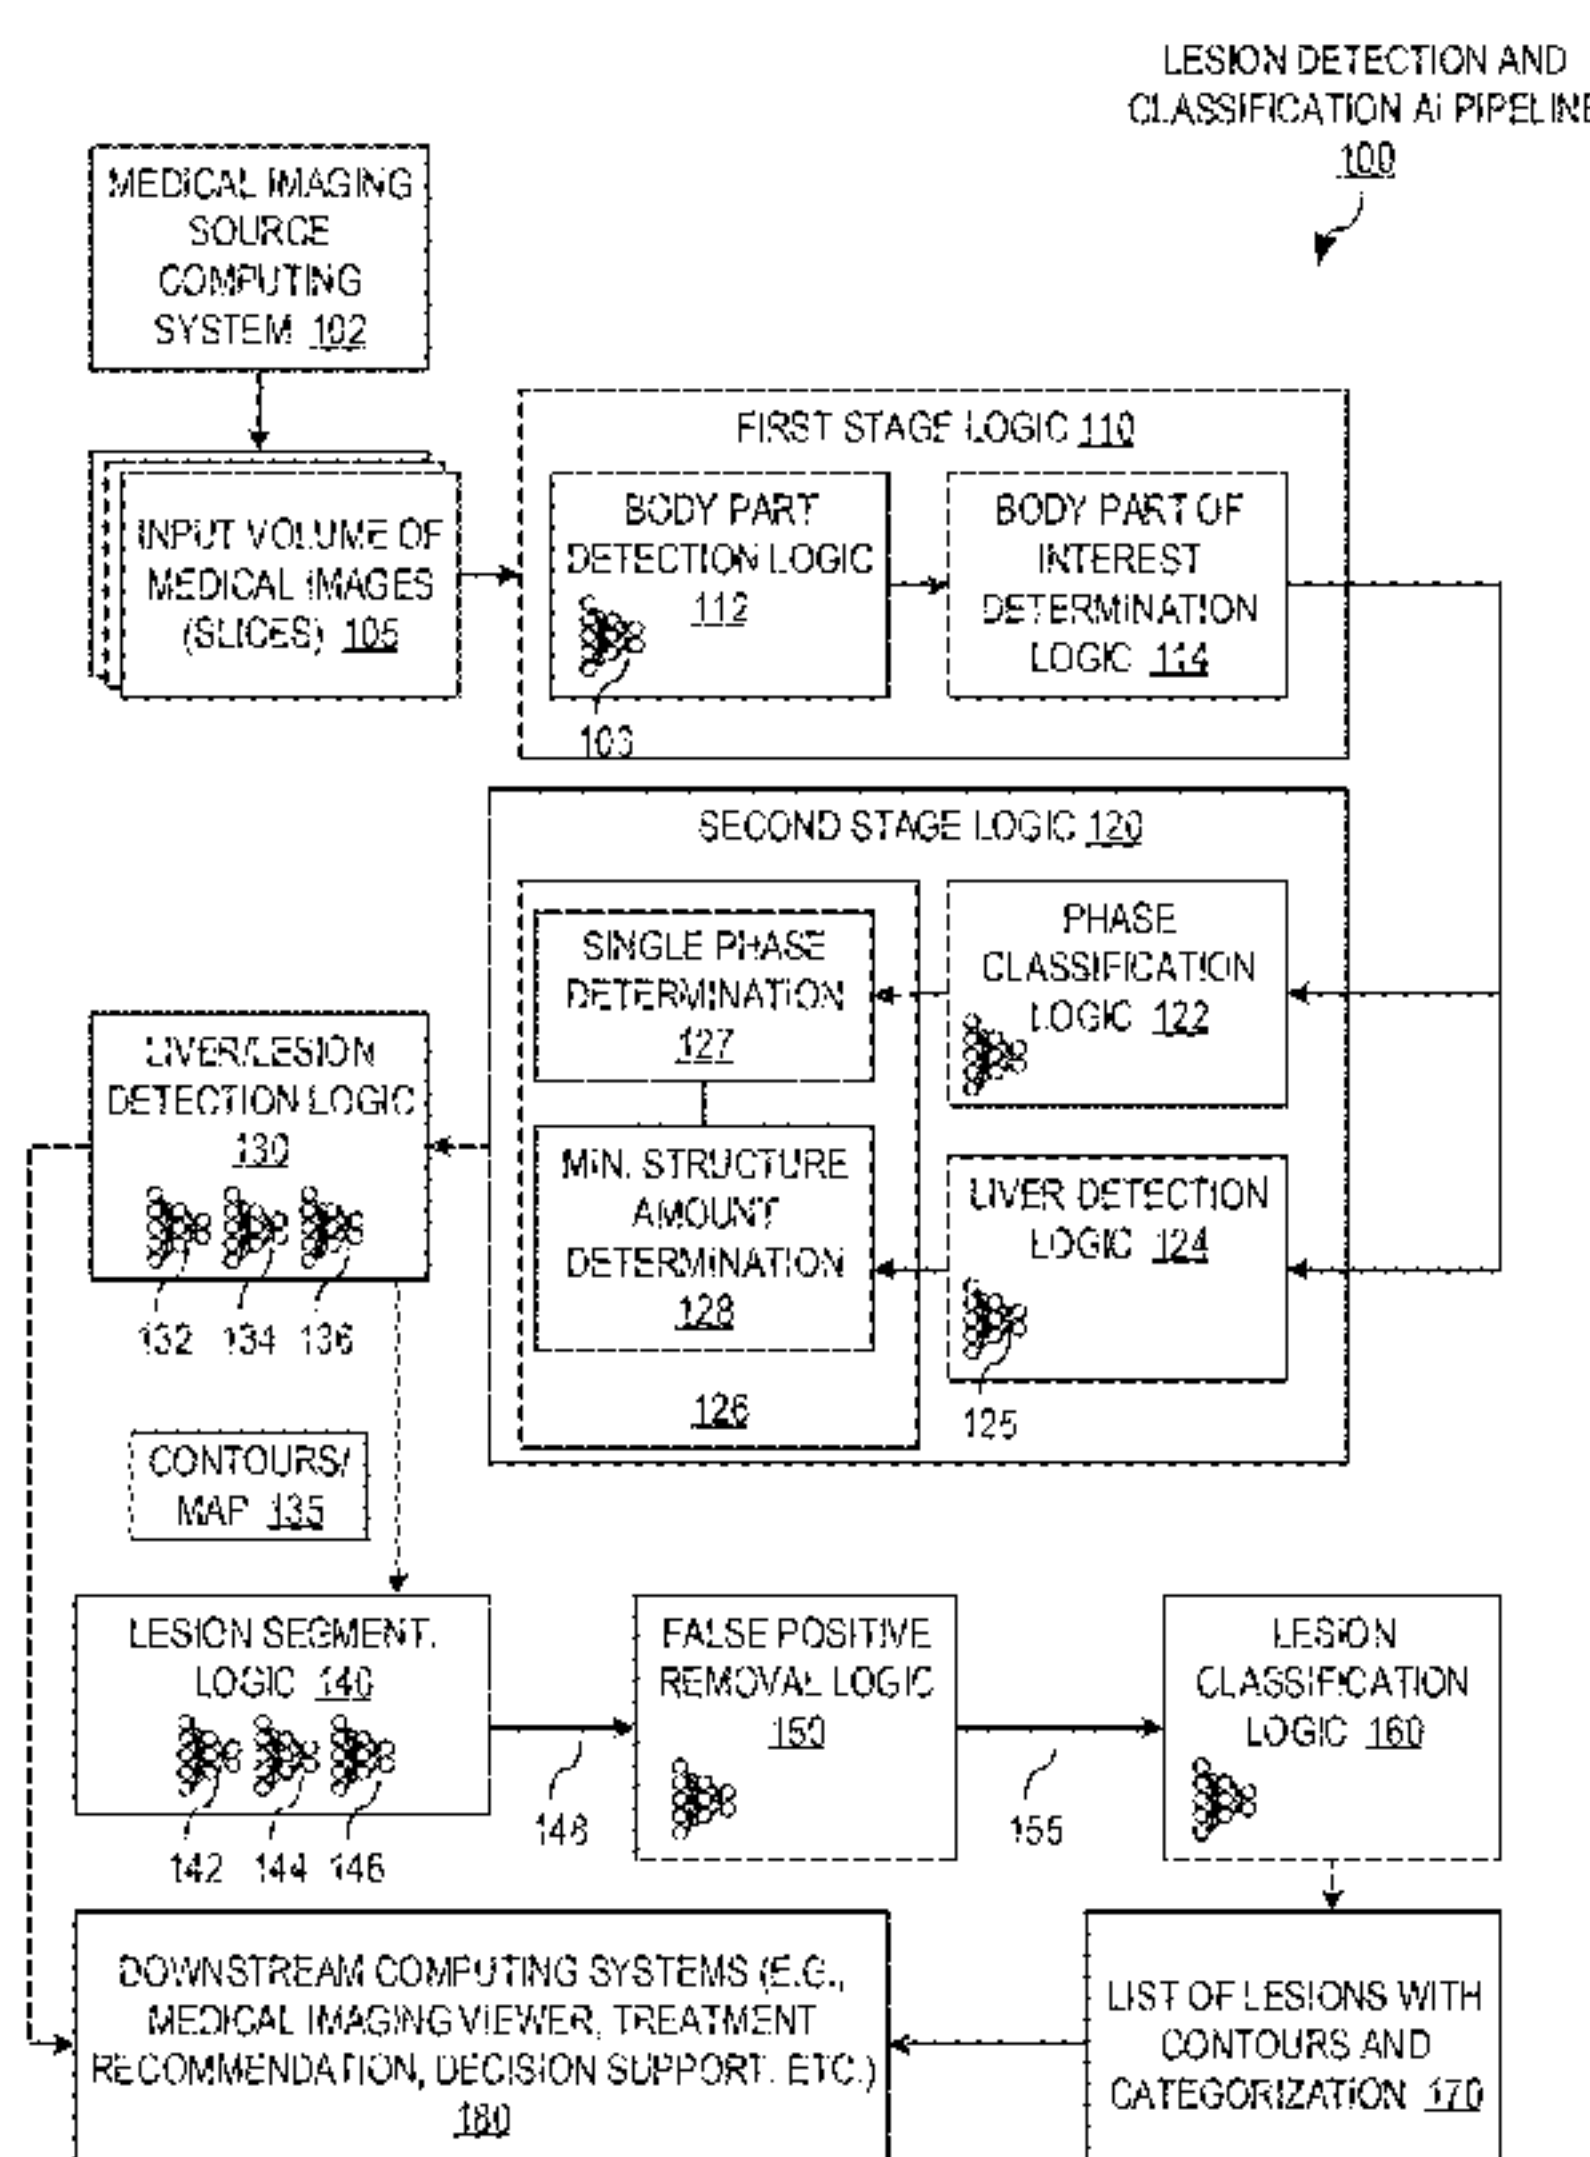 LESION DETECTION AND
CLASSIFICATION AI PIPELINE
100
MEDICAL IMAGING
SOURCE
COMPUTING
SYSTEM 102
INPUT VOLUME OF
MEDICAL IMAGES
(SLICES) 105
FIRST STAGE LOGIC 110
BODY PART
DETECTION LOGIC
112
103
BODY PART OF
INTEREST
DETERMINATION
LOGIC 114
SECOND STAGE LOGIC 120
PHASE
CLASSIFICATION
LOGIC 122
SINGLE PHASE
DETERMINATION
127
LIVER DETECTION
LOGIC 124
125
MIN. STRUCTURE
AMOUNT
DETERMINATION
128
126
LIVER/LESION
DETECTION LOGIC
130
132 134 136
CONTOURS/
MAP 135
LESION SEGMENT.
LOGIC 140
142 144 146
148
FALSE POSITIVE
REMOVAL LOGIC
150
155
LESION
CLASSIFICATION
LOGIC 160
LIST OF LESIONS WITH
CONTOURS AND
CATEGORIZATION 170
DOWNSTREAM COMPUTING SYSTEMS (E.G.,
MEDICAL IMAGING VIEWER, TREATMENT
RECOMMENDATION, DECISION SUPPORT. ETC.)
180